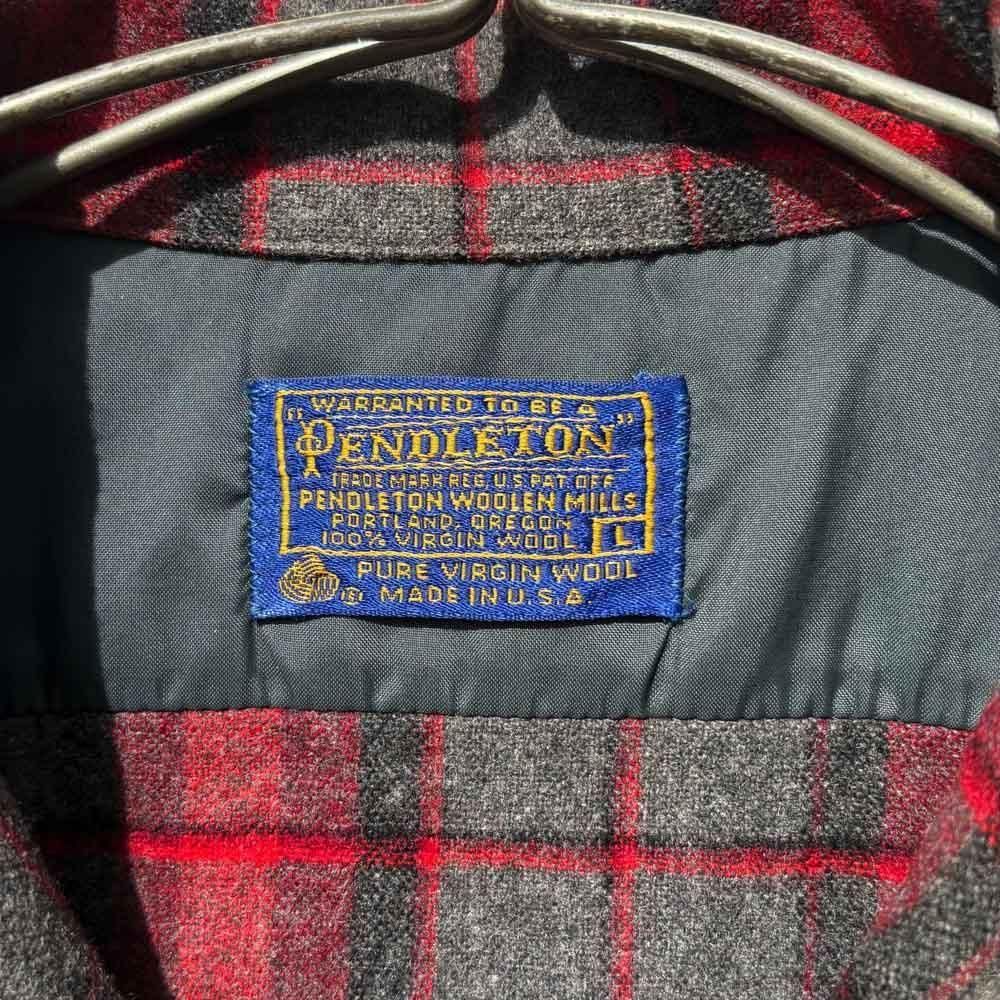 WARRANTED TO BE A
"PENDLETON"
TRADE MARK REG. U.S. PAT. OFF.
PENDLETON WOOLEN MILLS
PORTLAND, OREGON
100% VIRGIN WOOL L
PURE VIRGIN WOOL
MADE IN U.S.A.